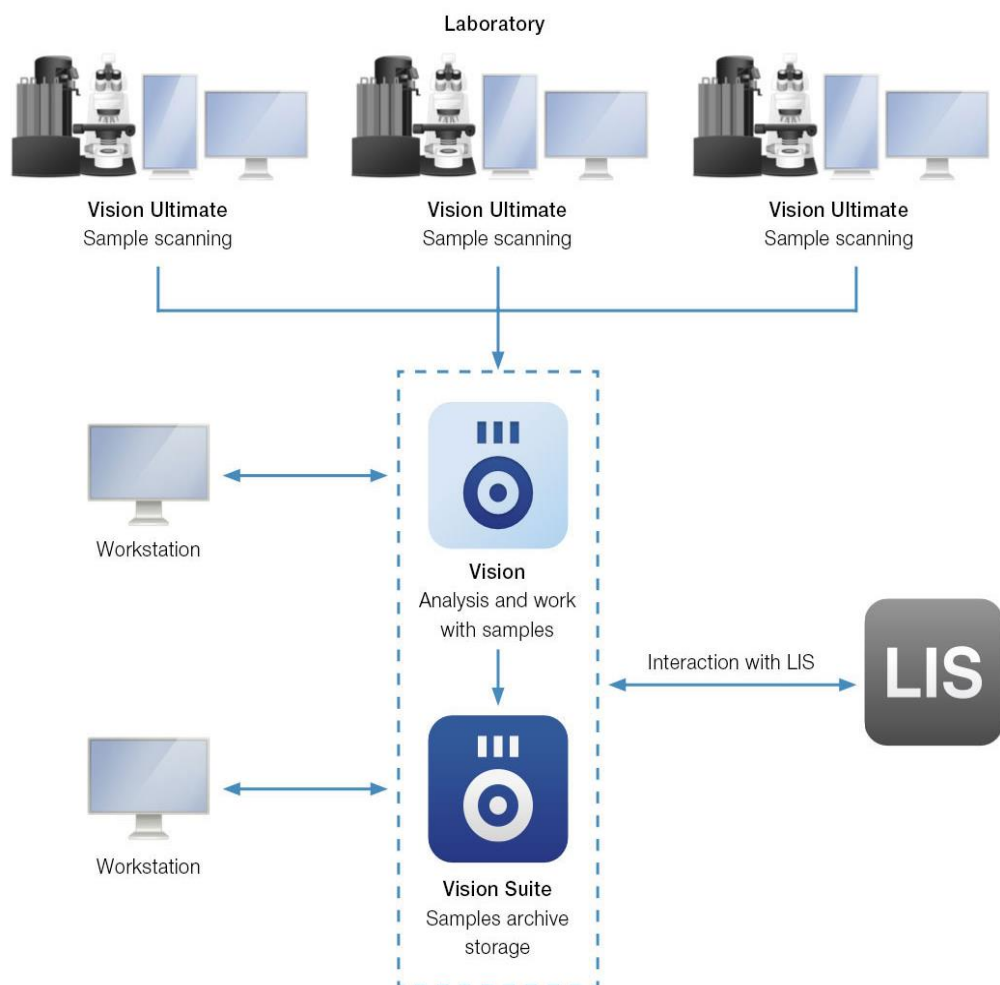 Laboratory
Vision Ultimate
Sample scanning
Vision Ultimate
Sample scanning
Vision Ultimate
Sample scanning
Workstation
Vision
Analysis and work
with samples
Interaction with LIS
LIS
Workstation
Vision Suite
Samples archive
storage